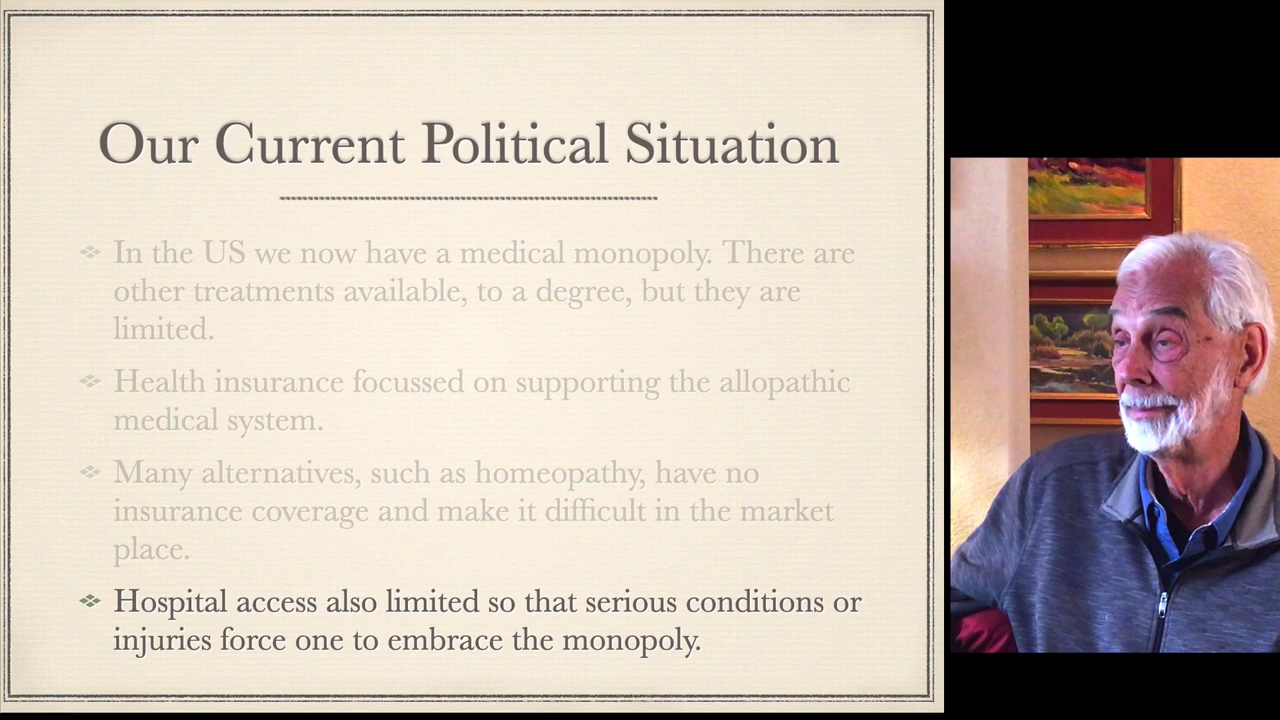 Our Current Political Situation
In the US we now have a medical monopoly. There are
other treatments available, to a degree, but they are
limited.
Health insurance focussed on supporting the allopathic
medical system.
Many alternatives, such as homeopathy, have no
insurance coverage and make it difficult in the market
place.
Hospital access also limited so that serious conditions or
injuries force one to embrace the monopoly.